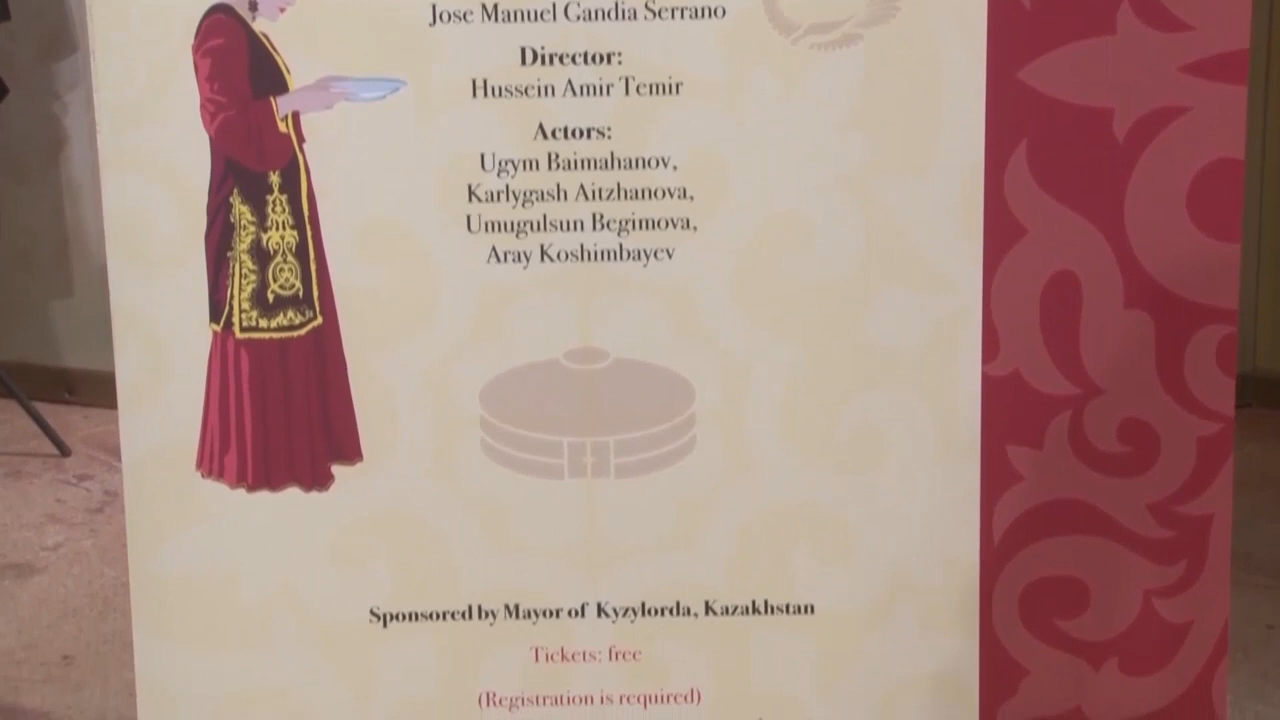 Jose Manuel Gandia Serrano
Director:
Hussein Amir Temir
Actors:
Ugym Baimahanov,
Karlygash Aitzhanova,
Umugulsun Begimova,
Aray Koshimbayev
Sponsored by Mayor of Kyzylorda, Kazakhstan
Tickets: free
(Registration is required)